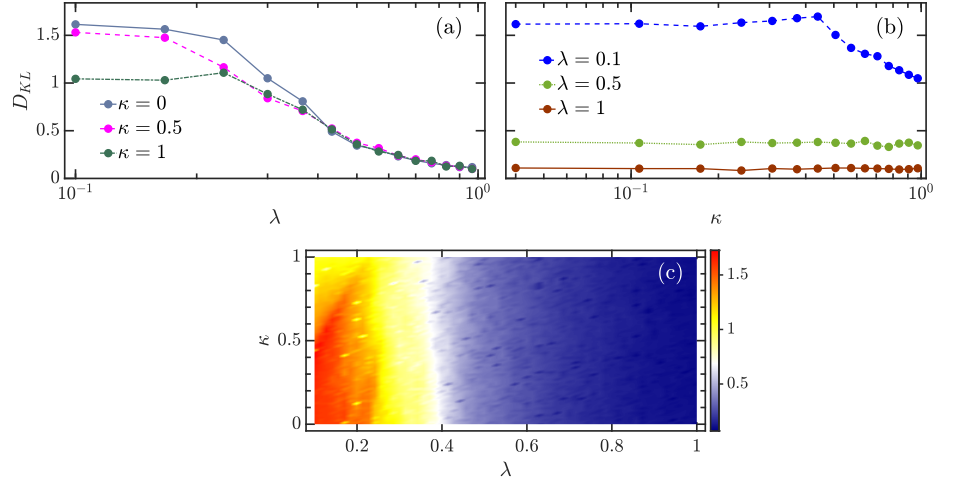 (a)
D_{KL}
1.5
1
0.5
0
κ = 0
κ = 0.5
κ = 1
10^{-1}
10^{0}
λ
(b)
λ = 0.1
λ = 0.5
λ = 1
10^{-1}
10^{0}
κ
(c)
κ
1
0.5
0
0.2
0.4
0.6
0.8
1
λ
1.5
1
0.5